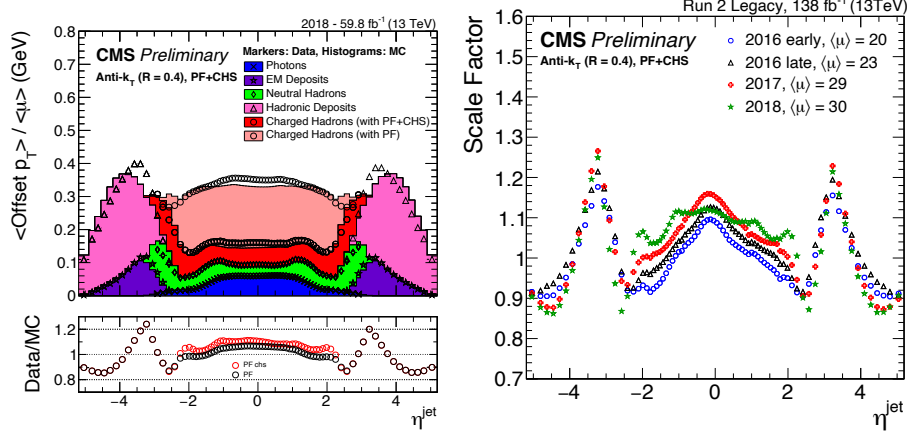 2018 - 59.8 fb⁻¹ (13 TeV)
<Offset p_T> / <μ> (GeV)
0.8
0.7
0.6
0.5
0.4
0.3
0.2
0.1
0
CMS Preliminary
Anti-k_T (R = 0.4), PF+CHS
Markers: Data, Histograms: MC
Photons
EM Deposits
Neutral Hadrons
Hadronic Deposits
Charged Hadrons (with PF+CHS)
Charged Hadrons (with PF)
Data/MC
1.2
1
0.8
PF chs
PF
−4 −2 0 2 4
η^jet
Run 2 Legacy, 138 fb⁻¹ (13TeV)
Scale Factor
1.6
1.5
1.4
1.3
1.2
1.1
1.0
0.9
0.8
0.7
CMS Preliminary
Anti-k_T (R = 0.4), PF+CHS
2016 early, ⟨μ⟩ = 20
2016 late, ⟨μ⟩ = 23
2017, ⟨μ⟩ = 29
2018, ⟨μ⟩ = 30
−4 −2 0 2 4
η^jet